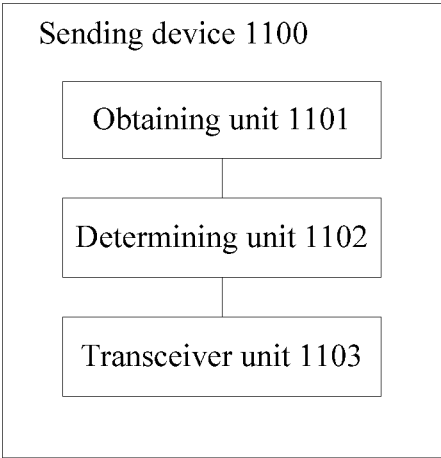 Sending device 1100
Obtaining unit 1101
Determining unit 1102
Transceiver unit 1103